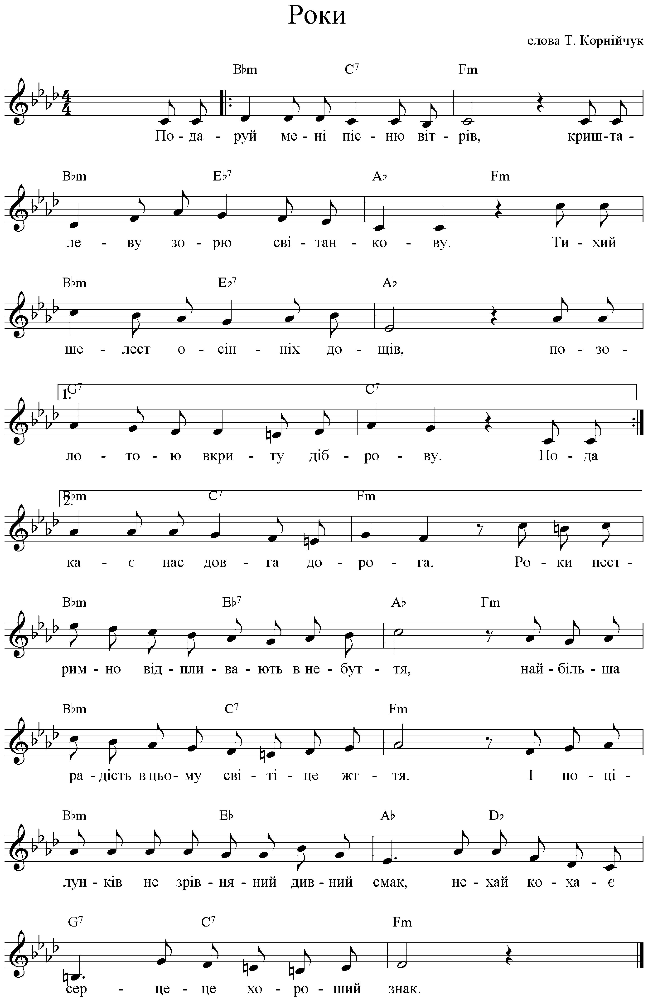 Роки
слова Т. Корнійчук
B♭m C7 Fm
4
4
По - да - руй ме - ні піс - ню віт - рів, криш-та -
B♭m E♭7 A♭ Fm
ле - ву зо - рю сві - тан - ко - ву. Ти - хий
B♭m E♭7 A♭
ше - лест о - сін - ніх до - щів, по - зо -
1. G7 C7
ло - то - ю вкри - ту діб - ро - ву. По - да
2. B♭m C7 Fm
ка - є нас дов - га до - ро - га. Ро - ки нест -
B♭m E♭7 A♭ Fm
рим - но від - пли - ва - ють в не - бут - тя, най - біль - ша
B♭m C7 Fm
ра - дість в цьо - му сві - ті - це жт - тя. І по - ці -
B♭m E♭ A♭ D♭
лун - ків не зрів - ня - ний див - ний смак, не - хай ко - ха - є
G7 C7 Fm
сер - це - це хо - ро - ший знак.